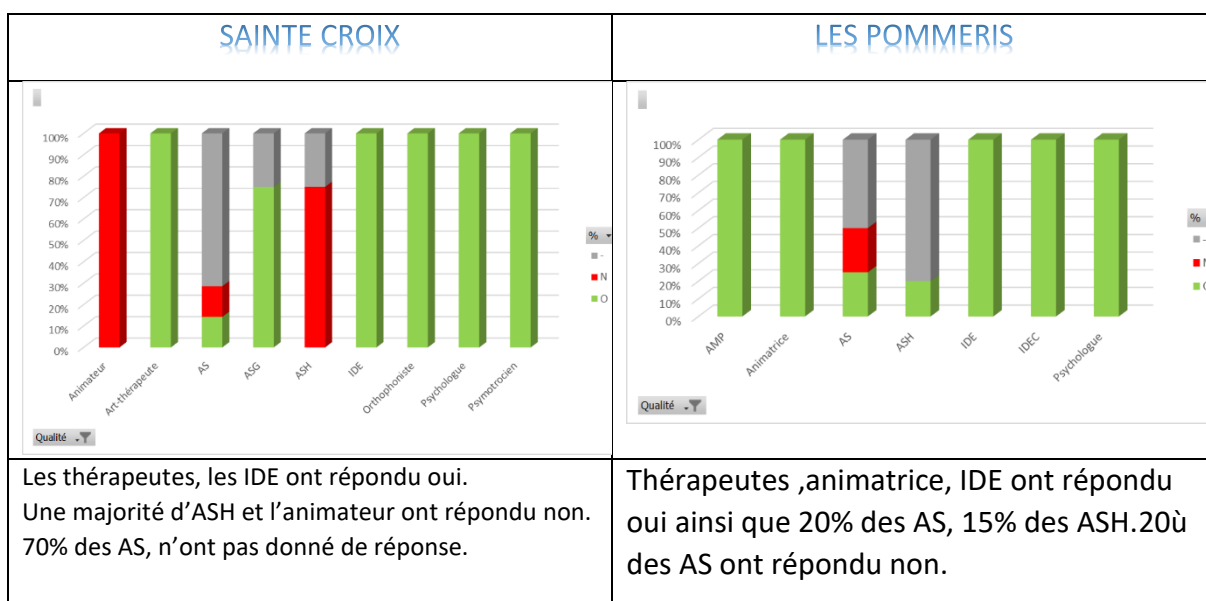 SAINTE CROIX
LES POMMERIS
100%
90%
80%
70%
60%
50%
40%
30%
20%
10%
0%
Animateur
Art-thérapeute
AS
ASG
ASH
IDE
Orthophoniste
Psychologue
Psymotrocien
%
-
N
O
Qualité
100%
90%
80%
70%
60%
50%
40%
30%
20%
10%
0%
AMP
Animatrice
AS
ASH
IDE
IDEC
Psychologue
%
-
Qualité
Les thérapeutes, les IDE ont répondu oui.
Une majorité d’ASH et l’animateur ont répondu non.
70% des AS, n’ont pas donné de réponse.
Thérapeutes ,animatrice, IDE ont répondu
oui ainsi que 20% des AS, 15% des ASH.20ù
des AS ont répondu non.